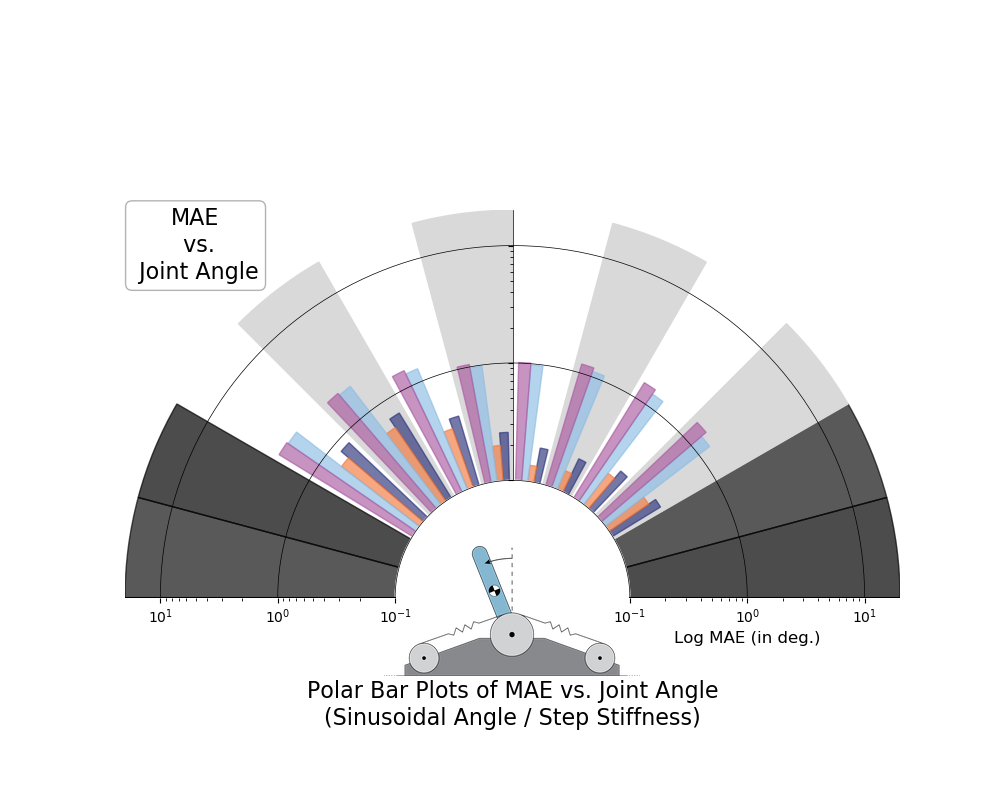 MAE
vs.
Joint Angle
10¹ 10⁰ 10⁻¹ 10⁻¹ 10⁰ 10¹
Log MAE (in deg.)
Polar Bar Plots of MAE vs. Joint Angle
(Sinusoidal Angle / Step Stiffness)